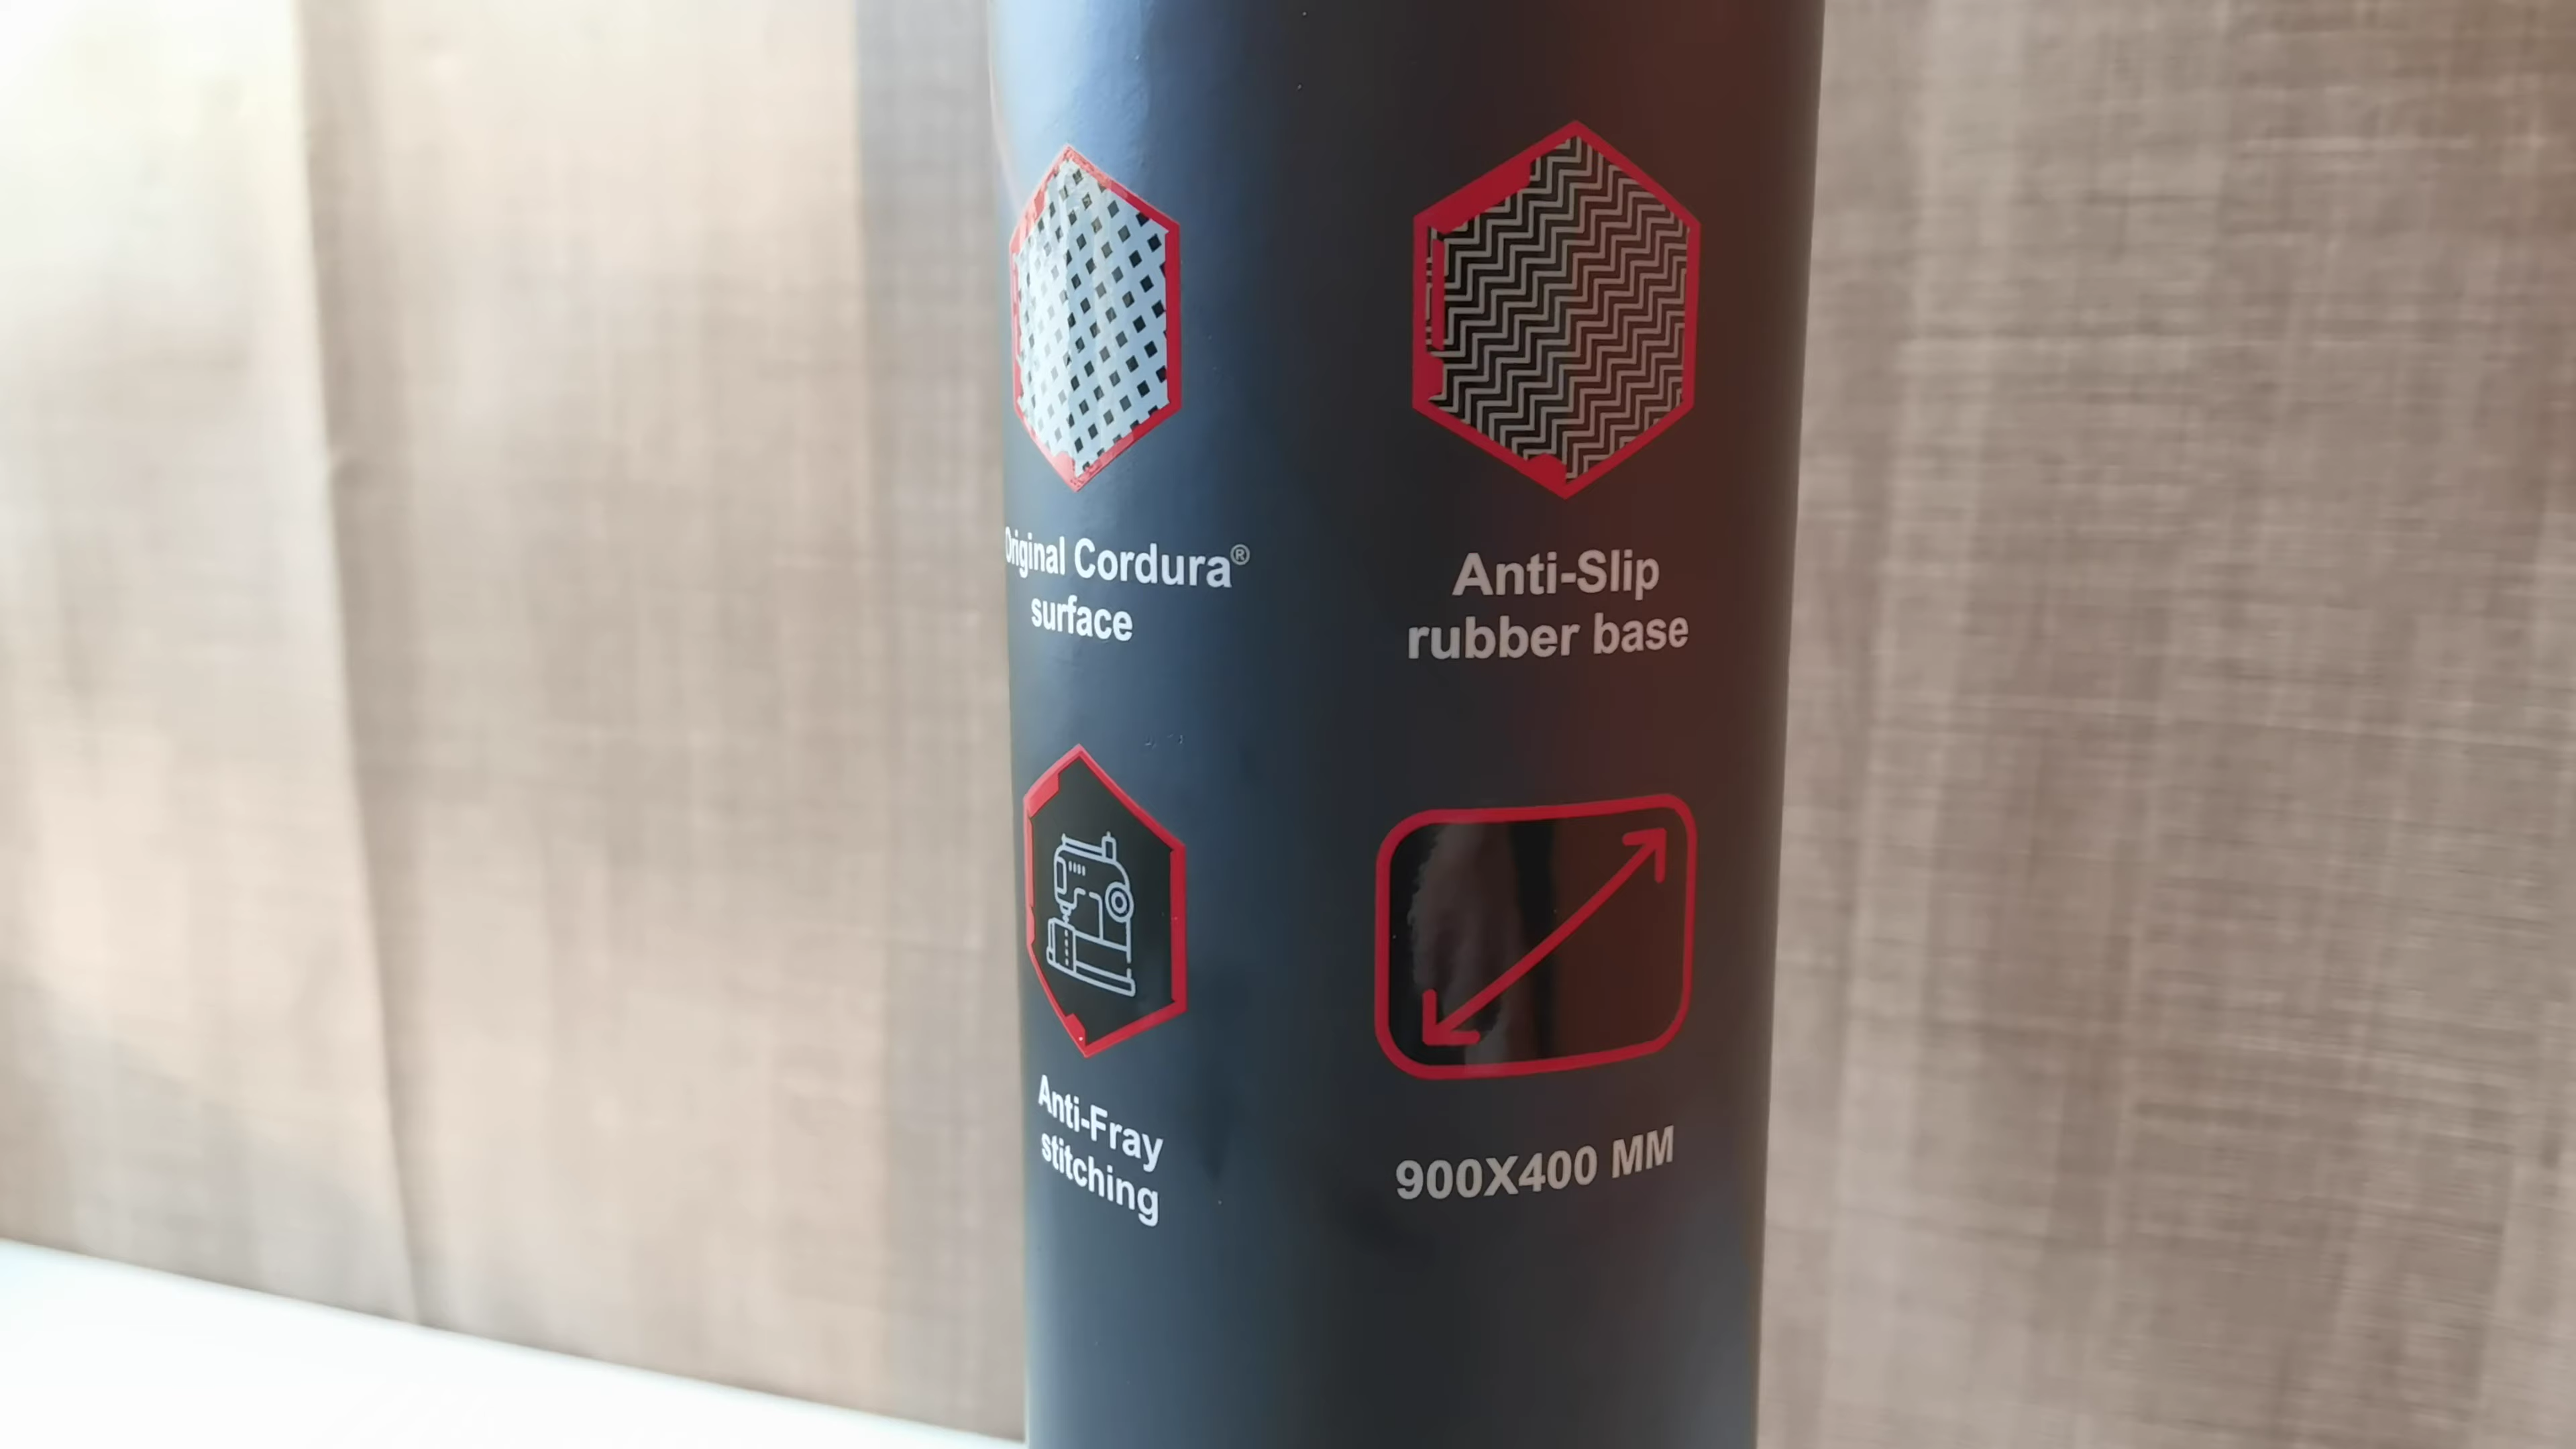 Original Cordura®
surface
Anti-Slip
rubber base
Anti-Fray
stitching
900X400 MM